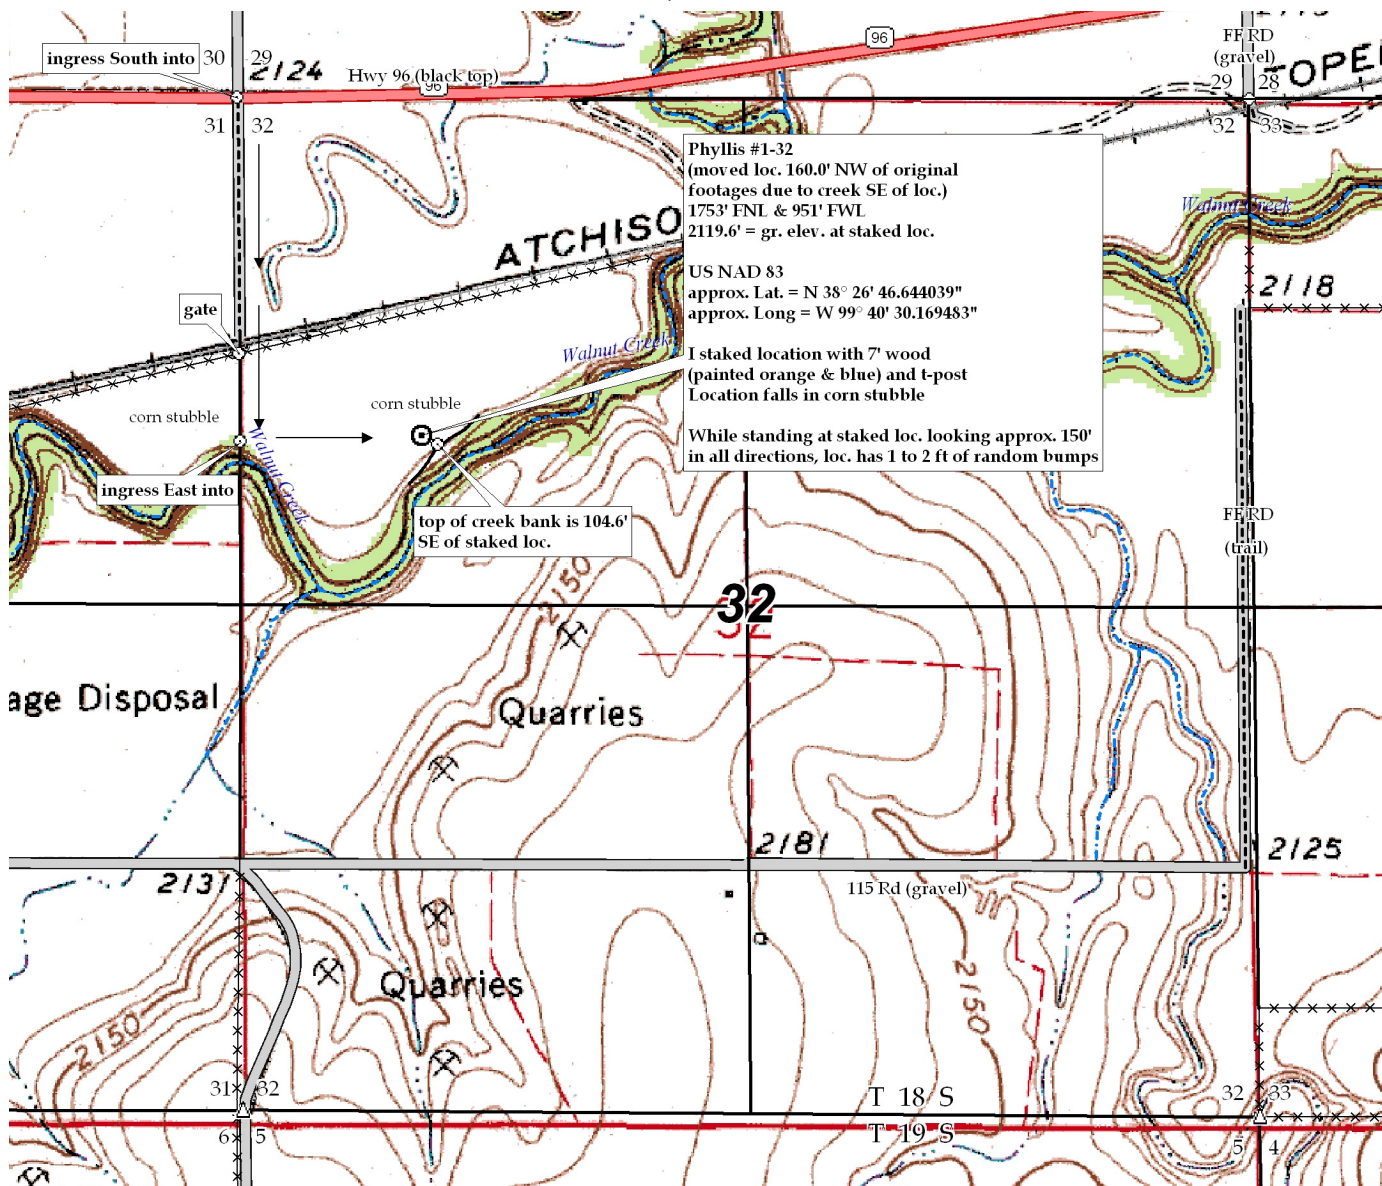 ingress South into
30
29
2124
Hwy 96 (black top)
96
96
FF RD
(gravel)
29
28
31
32
32
33
Phyllis #1-32
(moved loc. 160.0' NW of original
footages due to creek SE of loc.)
1753' FNL & 951' FWL
2119.6' = gr. elev. at staked loc.
US NAD 83
approx. Lat. = N 38° 26' 46.644039"
approx. Long = W 99° 40' 30.169483"
I staked location with 7' wood
(painted orange & blue) and t-post
Location falls in corn stubble
While standing at staked loc. looking approx. 150'
in all directions, loc. has 1 to 2 ft of random bumps
ATCHISO
TOPE
Walnut Creek
2118
gate
Walnut Creek
corn stubble
corn stubble
Walnut Creek
ingress East into
top of creek bank is 104.6'
SE of staked loc.
FF RD
(trail)
2150
32
32
age Disposal
Quarries
2181
2125
2131
115 Rd (gravel)
Quarries
2150
2150
31
32
T 18 S
32
33
6
5
T 19 S
5
4